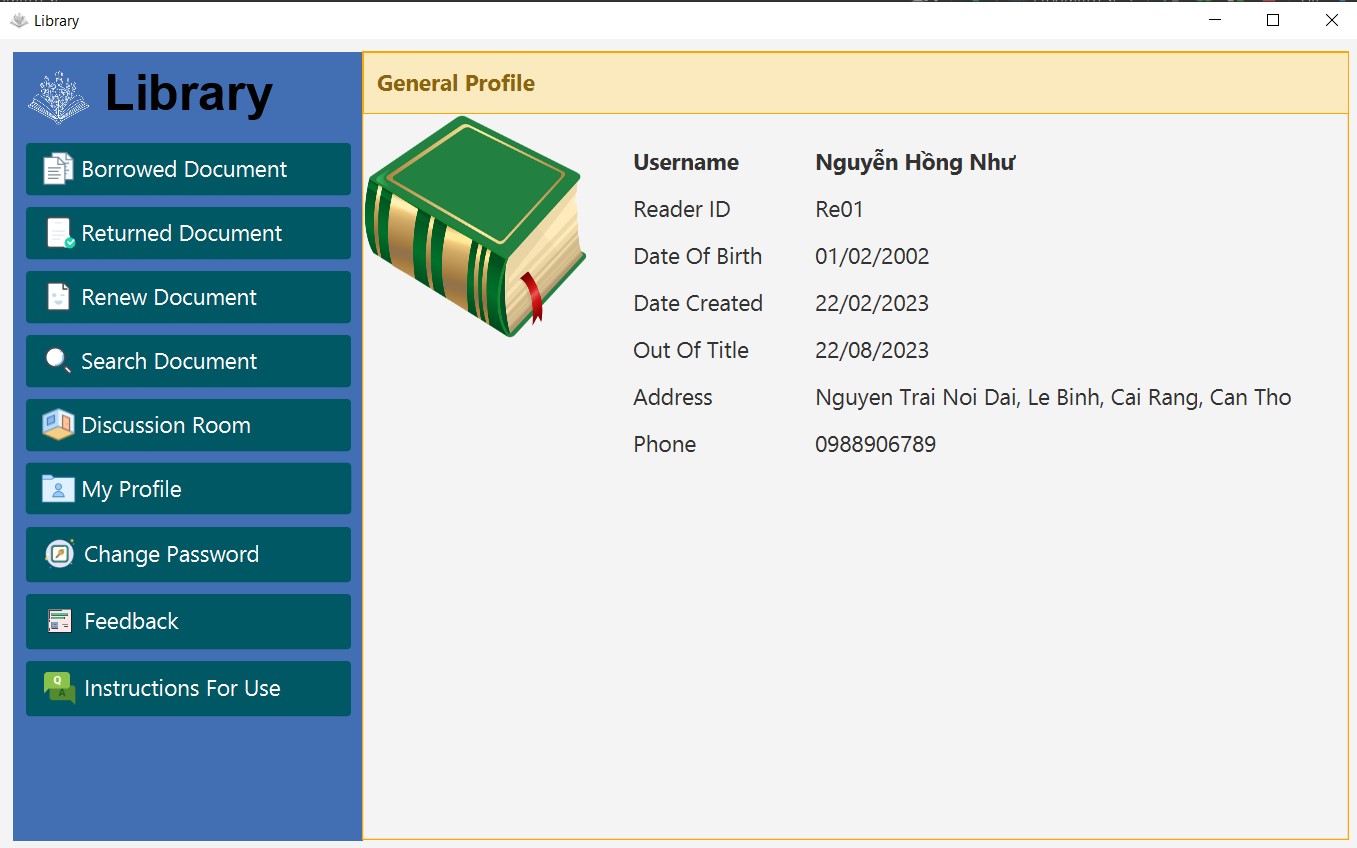 Library
Library
Borrowed Document
Returned Document
Renew Document
Search Document
Discussion Room
My Profile
Change Password
Feedback
Q
A
Instructions For Use
General Profile
Username Nguyễn Hồng Như
Reader ID Re01
Date Of Birth 01/02/2002
Date Created 22/02/2023
Out Of Title 22/08/2023
Address Nguyen Trai Noi Dai, Le Binh, Cai Rang, Can Tho
Phone 0988906789